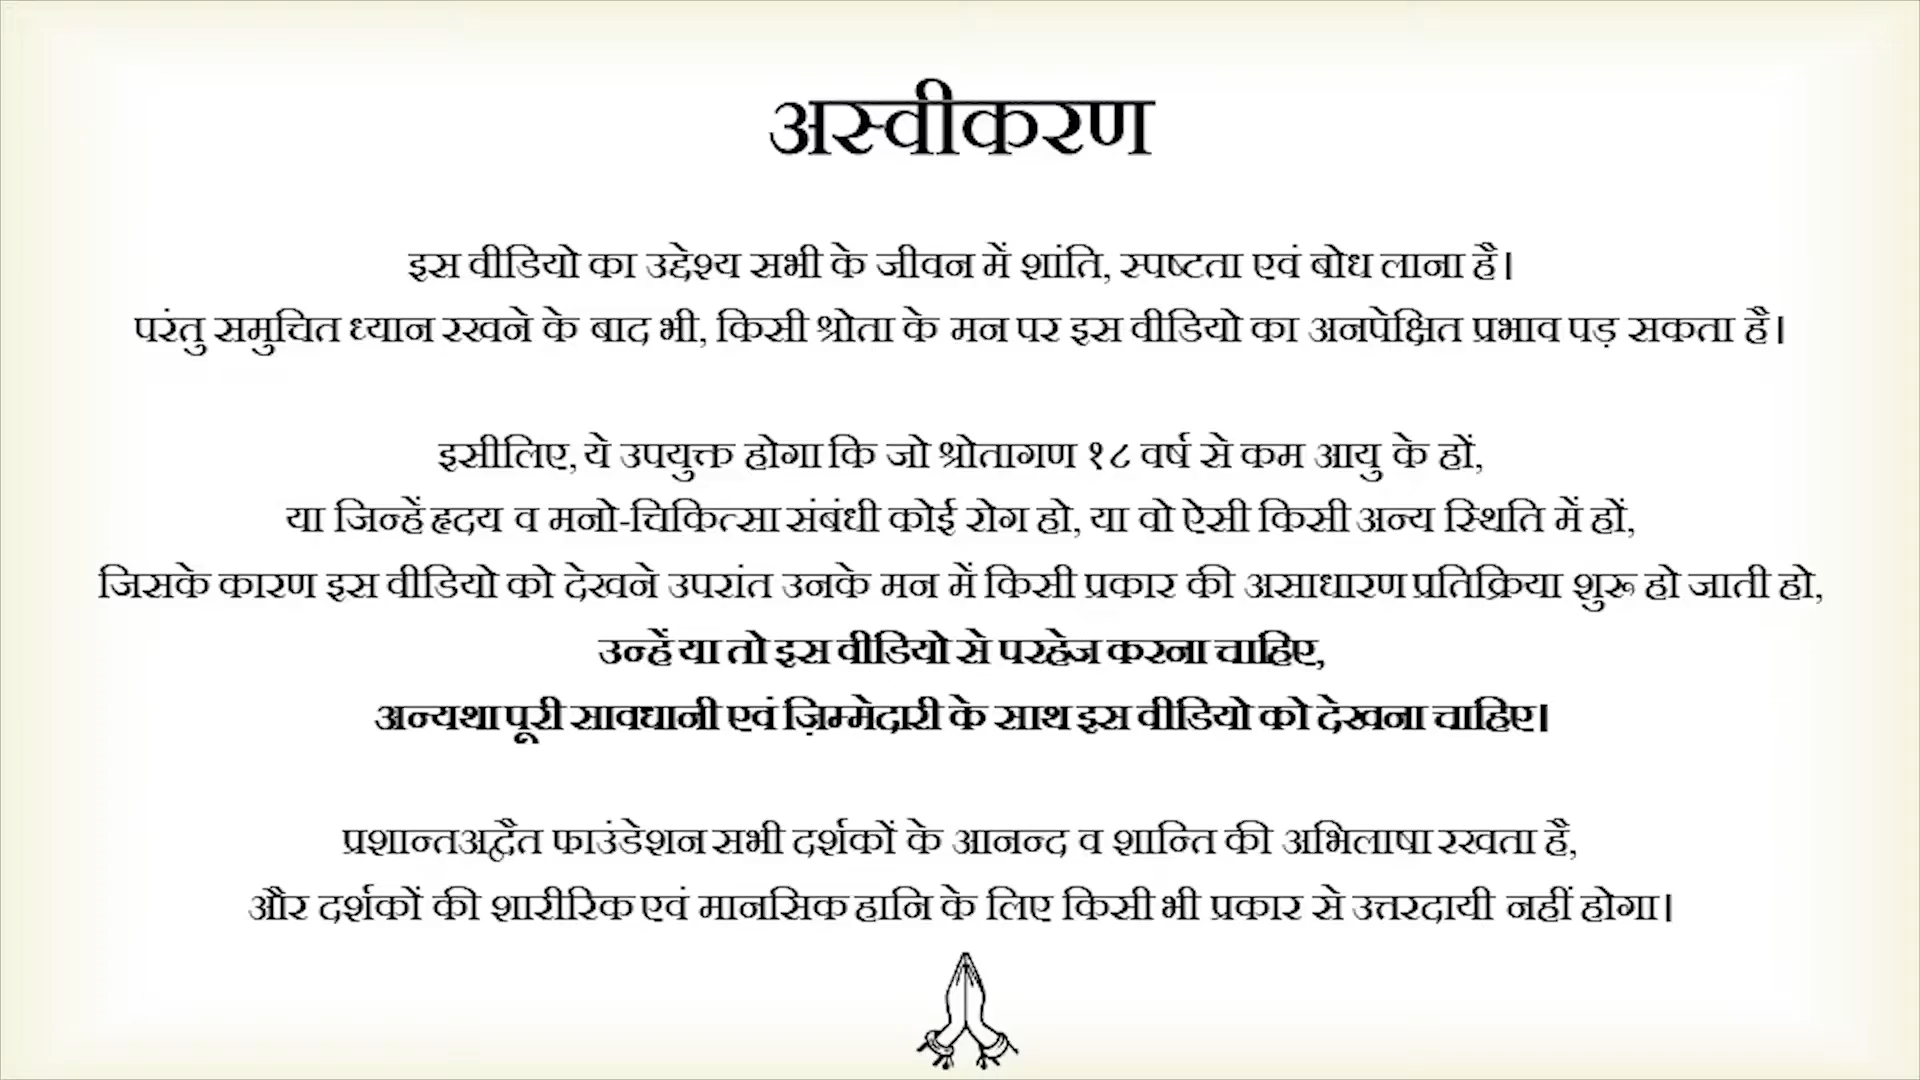 अस्वीकरण
इस वीडियो का उद्देश्य सभी के जीवन में शांति, स्पष्टता एवं बोध लाना है।
परंतु समुचित ध्यान रखने के बाद भी, किसी श्रोता के मन पर इस वीडियो का अनपेक्षित प्रभाव पड़ सकता है।
इसीलिए, ये उपयुक्त होगा कि जो श्रोतागण १८ वर्ष से कम आयु के हों,
या जिन्हें हृदय व मनो-चिकित्सा संबंधी कोई रोग हो, या वो ऐसी किसी अन्य स्थिति में हों,
जिसके कारण इस वीडियो को देखने उपरांत उनके मन में किसी प्रकार की असाधारण प्रतिक्रिया शुरू हो जाती हो,
उन्हें या तो इस वीडियो से परहेज करना चाहिए,
अन्यथा पूरी सावधानी एवं ज़िम्मेदारी के साथ इस वीडियो को देखना चाहिए।
प्रशान्तअद्वैत फाउंडेशन सभी दर्शकों के आनन्द व शान्ति की अभिलाषा रखता है,
और दर्शकों की शारीरिक एवं मानसिक हानि के लिए किसी भी प्रकार से उत्तरदायी नहीं होगा।